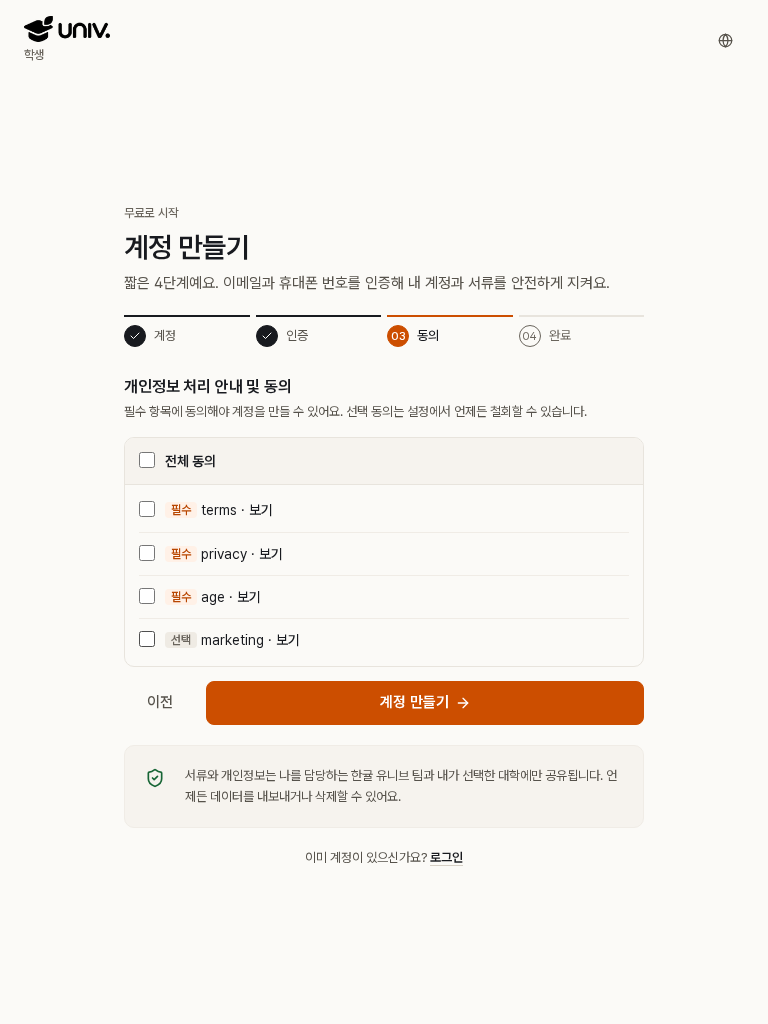 UNIV.
학생
무료로 시작
계정 만들기
짧은 4단계예요. 이메일과 휴대폰 번호를 인증해 내 계정과 서류를 안전하게 지켜요.
계정
인증
03 동의
04 완료
개인정보 처리 안내 및 동의
필수 항목에 동의해야 계정을 만들 수 있어요. 선택 동의는 설정에서 언제든 철회할 수 있습니다.
전체 동의
필수 terms · 보기
필수 privacy · 보기
필수 age · 보기
선택 marketing · 보기
이전
계정 만들기 →
서류와 개인정보는 나를 담당하는 한귤 유니브 팀과 내가 선택한 대학에만 공유됩니다. 언
제든 데이터를 내보내거나 삭제할 수 있어요.
이미 계정이 있으신가요? 로그인